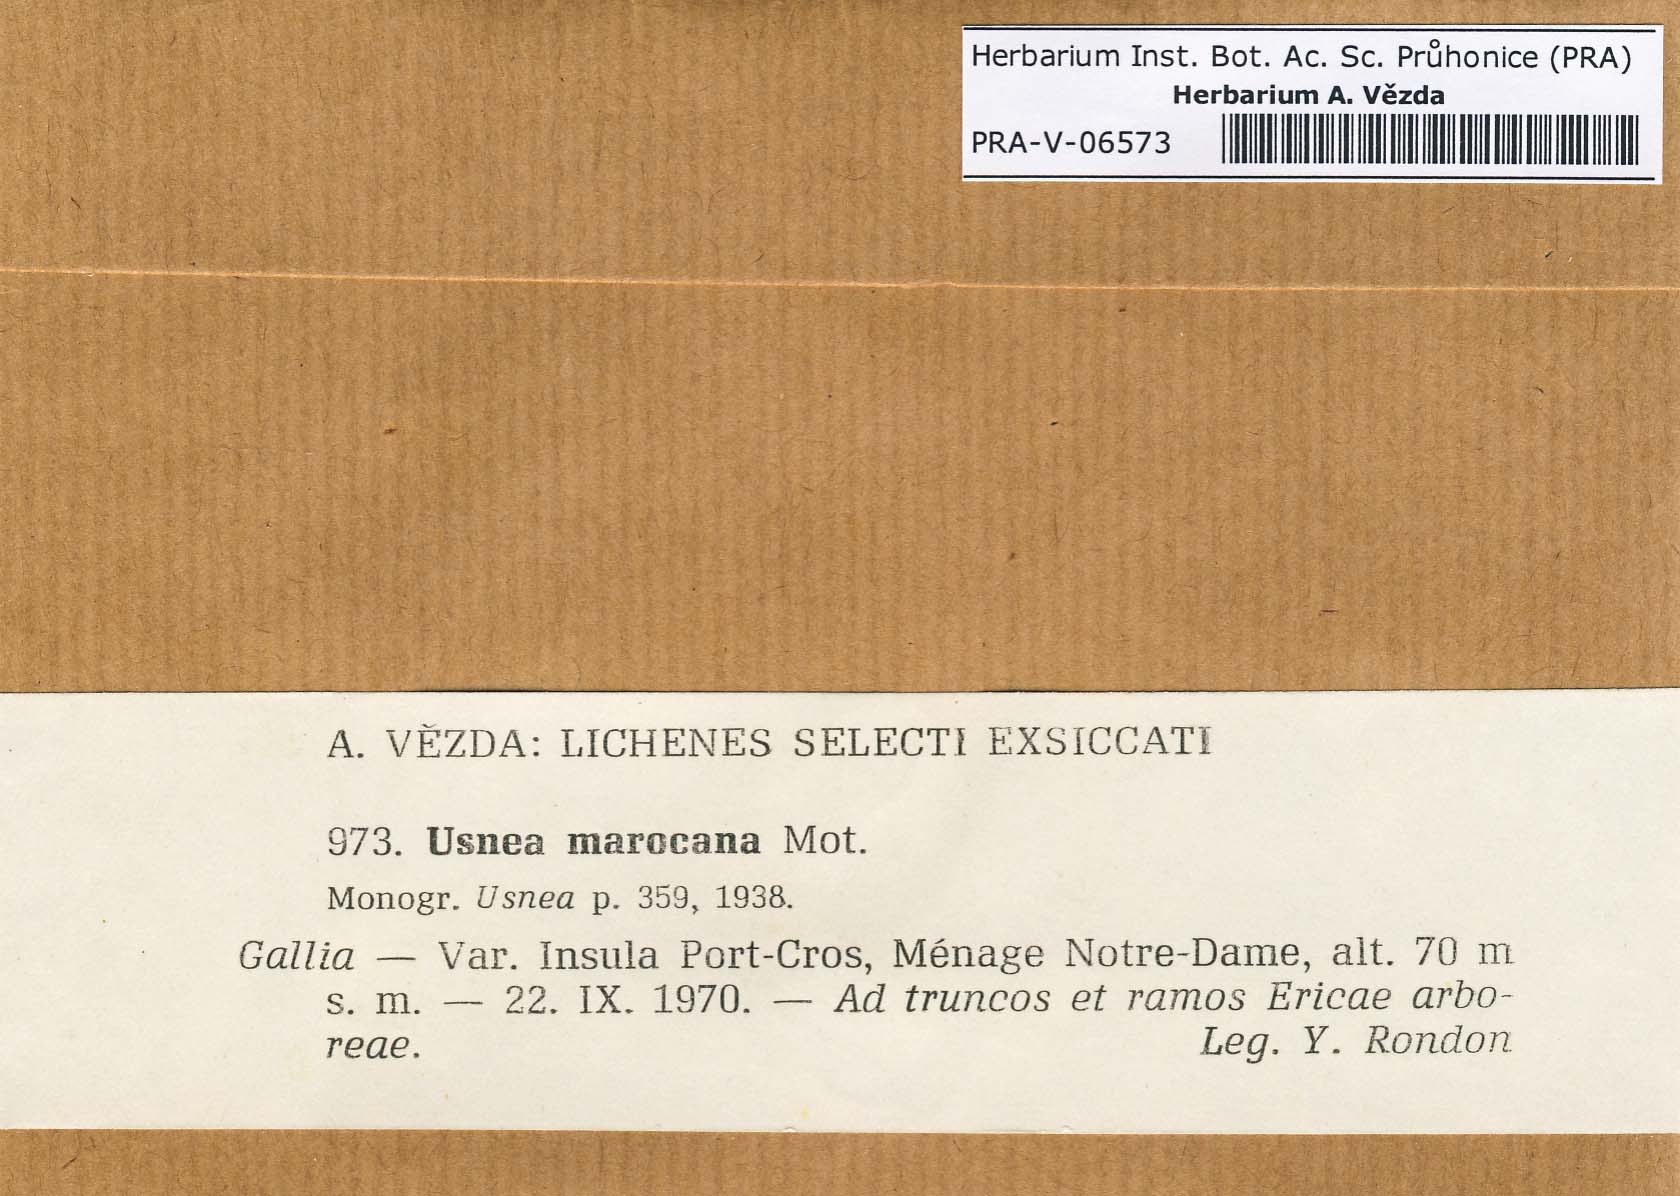 Herbarium Inst. Bot. Ac. Sc. Průhonice (PRA)
Herbarium A. Vězda
PRA-V-06573
A. VĚZDA: LICHENES SELECTI EXSICCATI
973. Usnea marocana Mot.
Monogr. Usnea p. 359, 1938.
Gallia — Var. Insula Port-Cros, Ménage Notre-Dame, alt. 70 m
s. m. — 22. IX. 1970. — Ad truncos et ramos Ericae arbo-
reae. Leg. Y. Rondon